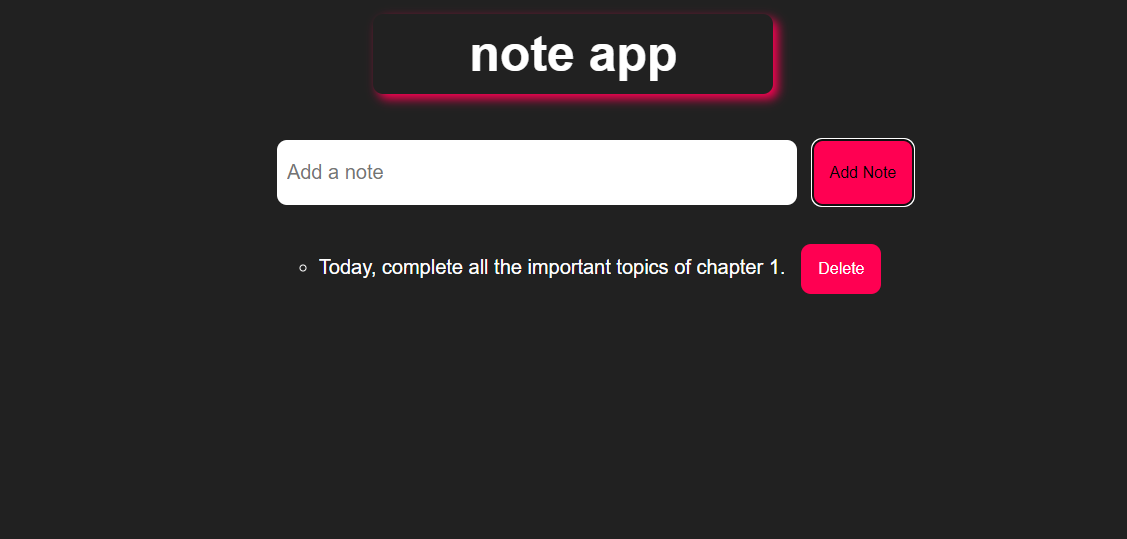 note app
Add a note
Add Note
Today, complete all the important topics of chapter 1.
Delete